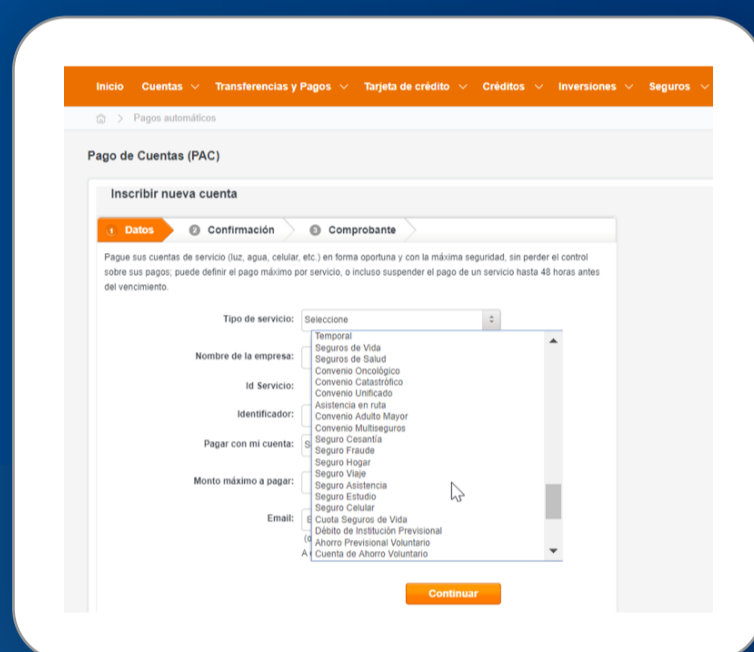 Inicio Cuentas Transferencias y Pagos Tarjeta de crédito Créditos Inversiones Seguros
Pagos automáticos
Pago de Cuentas (PAC)
Inscribir nueva cuenta
1 Datos 2 Confirmación 3 Comprobante
Pague sus cuentas de servicio (luz, agua, celular, etc.) en forma oportuna y con la máxima seguridad, sin perder el control
sobre sus pagos; puede definir el pago máximo por servicio, o incluso suspender el pago de un servicio hasta 48 horas antes
del vencimiento.
Tipo de servicio: Seleccione
Temporal
Seguros de Vida
Nombre de la empresa:
Seguros de Salud
Convenio Oncológico
Convenio Catastrófico
Id Servicio:
Convenio Unificado
Asistencia en ruta
Identificador:
Convenio Adulto Mayor
Convenio Multiseguros
Pagar con mi cuenta: S
Seguro Cesantía
Seguro Fraude
Seguro Hogar
Seguro Viaje
Monto máximo a pagar:
Seguro Asistencia
Seguro Estudio
Seguro Celular
Email: E
Cuota Seguros de Vida
Débito de Institución Previsional
(d
Ahorro Previsional Voluntario
A
Cuenta de Ahorro Voluntario
Continuar